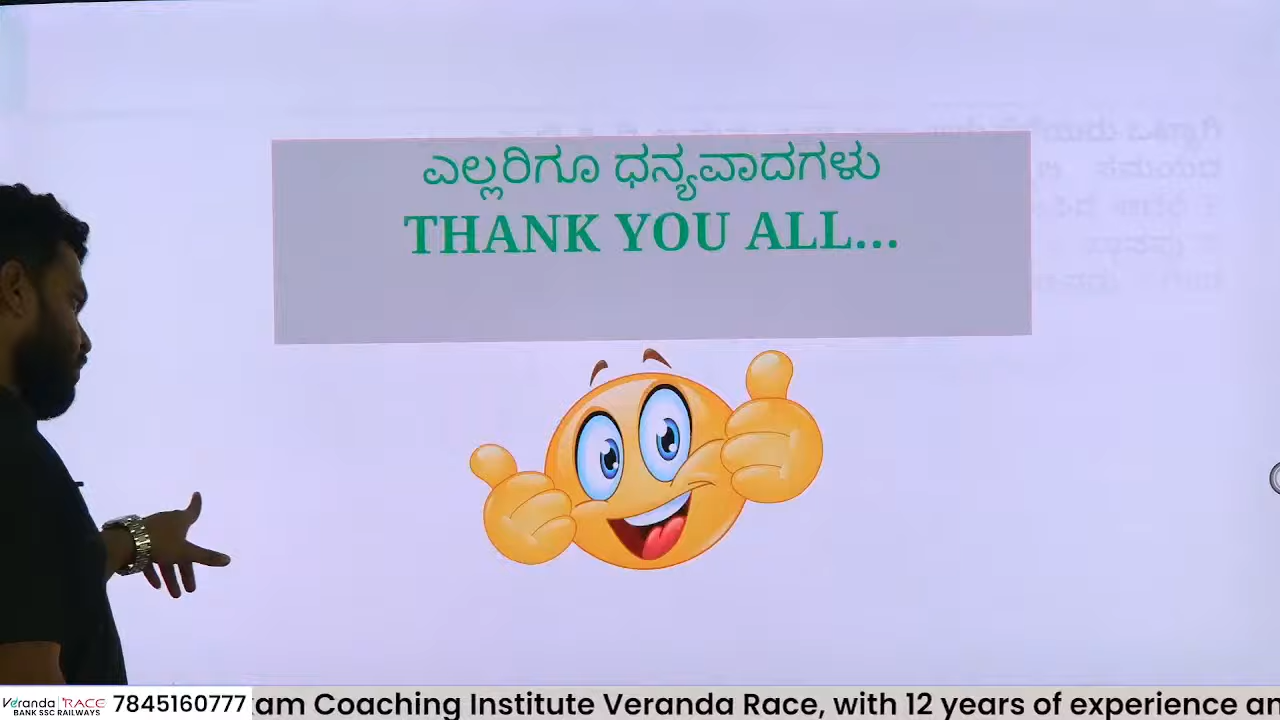 ಎಲ್ಲರಿಗೂ ಧನ್ಯವಾದಗಳು
THANK YOU ALL...
Veranda RACE
BANK SSC RAILWAYS
7845160777
am Coaching Institute Veranda Race, with 12 years of experience an